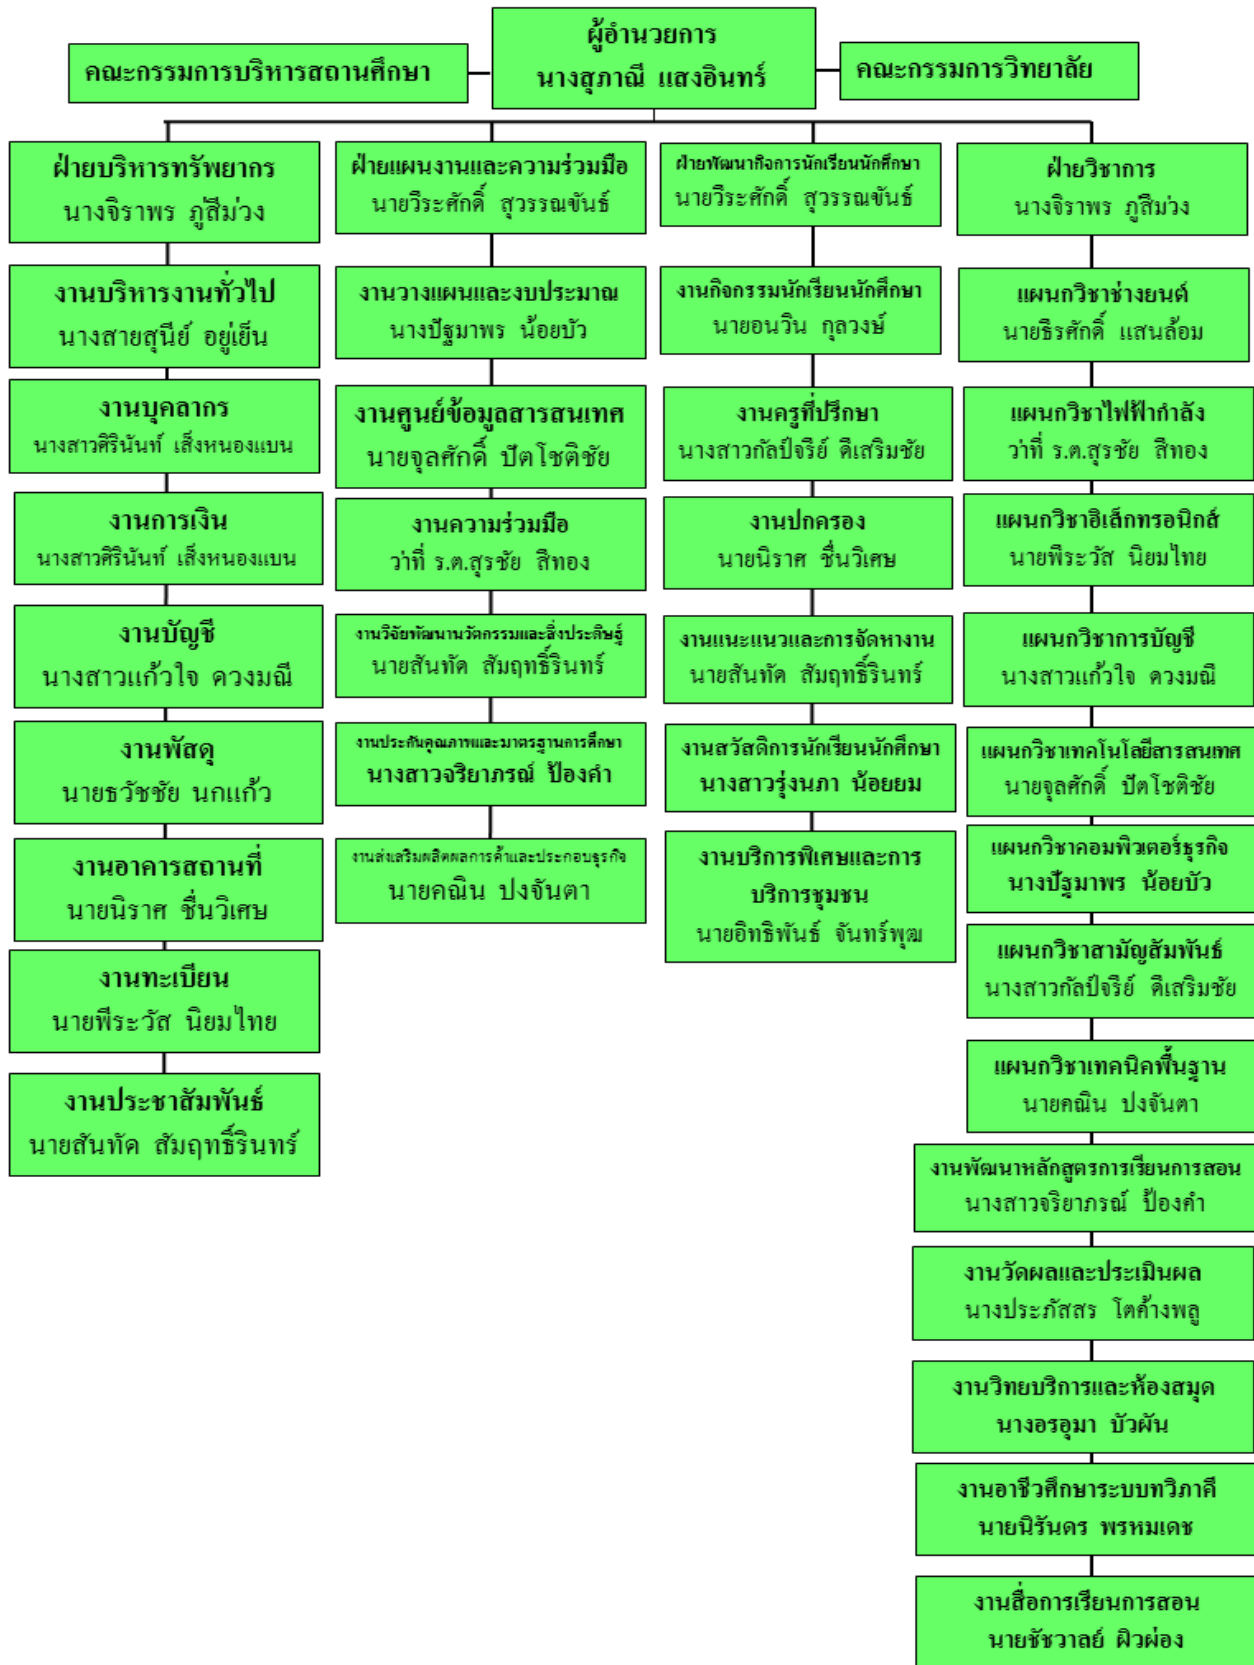 ผู้อำนวยการ
นางสุภาณี แสงอินทร์
คณะกรรมการบริหารสถานศึกษา
คณะกรรมการวิทยาลัย
ฝ่ายบริหารทรัพยากร
นางจิราพร ภู่สีม่วง
งานบริหารงานทั่วไป
นางสายสุนีย์ อยู่เย็น
งานบุคลากร
นางสาวศิรินันท์ เส็งหนองแบน
งานการเงิน
นางสาวศิรินันท์ เส็งหนองแบน
งานบัญชี
นางสาวแก้วใจ ดวงมณี
งานพัสดุ
นายธวัชชัย นกแก้ว
งานอาคารสถานที่
นายนิราศ ชื่นวิเศษ
งานทะเบียน
นายพีระวัส นิยมไทย
งานประชาสัมพันธ์
นายสันทัด สัมฤทธิ์รินทร์
ฝ่ายแผนงานและความร่วมมือ
นายวีระศักดิ์ สุวรรณขันธ์
งานวางแผนและงบประมาณ
นางปัฐมาพร น้อยบัว
งานศูนย์ข้อมูลสารสนเทศ
นายจุลศักดิ์ ปัตโชติชัย
งานความร่วมมือ
ว่าที่ ร.ต.สุรชัย สีทอง
งานวิจัยพัฒนานวัตกรรมและสิ่งประดิษฐ์
นายสันทัด สัมฤทธิ์รินทร์
งานประกันคุณภาพและมาตรฐานการศึกษา
นางสาวจริยาภรณ์ ป้องคำ
งานส่งเสริมผลิตผลการค้าและประกอบธุรกิจ
นายคณิน ปงจันตา
ฝ่ายพัฒนากิจการนักเรียนนักศึกษา
นายวีระศักดิ์ สุวรรณขันธ์
งานกิจกรรมนักเรียนนักศึกษา
นายอนวิน กุลวงษ์
งานครูที่ปรึกษา
นางสาวกัลป์จรีย์ ดีเสริมชัย
งานปกครอง
นายนิราศ ชื่นวิเศษ
งานแนะแนวและการจัดหางาน
นายสันทัด สัมฤทธิ์รินทร์
งานสวัสดิการนักเรียนนักศึกษา
นางสาวรุ่งนภา น้อยยม
งานบริการพิเศษและการ
บริการชุมชน
นายอิทธิพันธ์ จันทร์พุฒ
ฝ่ายวิชาการ
นางจิราพร ภู่สีม่วง
แผนกวิชาช่างยนต์
นายธีรศักดิ์ แสนล้อม
แผนกวิชาไฟฟ้ากำลัง
ว่าที่ ร.ต.สุรชัย สีทอง
แผนกวิชาอิเล็กทรอนิกส์
นายพีระวัส นิยมไทย
แผนกวิชาการบัญชี
นางสาวแก้วใจ ดวงมณี
แผนกวิชาเทคโนโลยีสารสนเทศ
นายจุลศักดิ์ ปัตโชติชัย
แผนกวิชาคอมพิวเตอร์ธุรกิจ
นางปัฐมาพร น้อยบัว
แผนกวิชาสามัญสัมพันธ์
นางสาวกัลป์จรีย์ ดีเสริมชัย
แผนกวิชาเทคนิคพื้นฐาน
นายคณิน ปงจันตา
งานพัฒนาหลักสูตรการเรียนการสอน
นางสาวจริยาภรณ์ ป้องคำ
งานวัดผลและประเมินผล
นางประภัสสร โตค้างพลู
งานวิทยบริการและห้องสมุด
นางอรอุมา บัวผัน
งานอาชีวศึกษาระบบทวิภาคี
นายนิรันดร พรหมเดช
งานสื่อการเรียนการสอน
นายชัชวาลย์ ผิวผ่อง